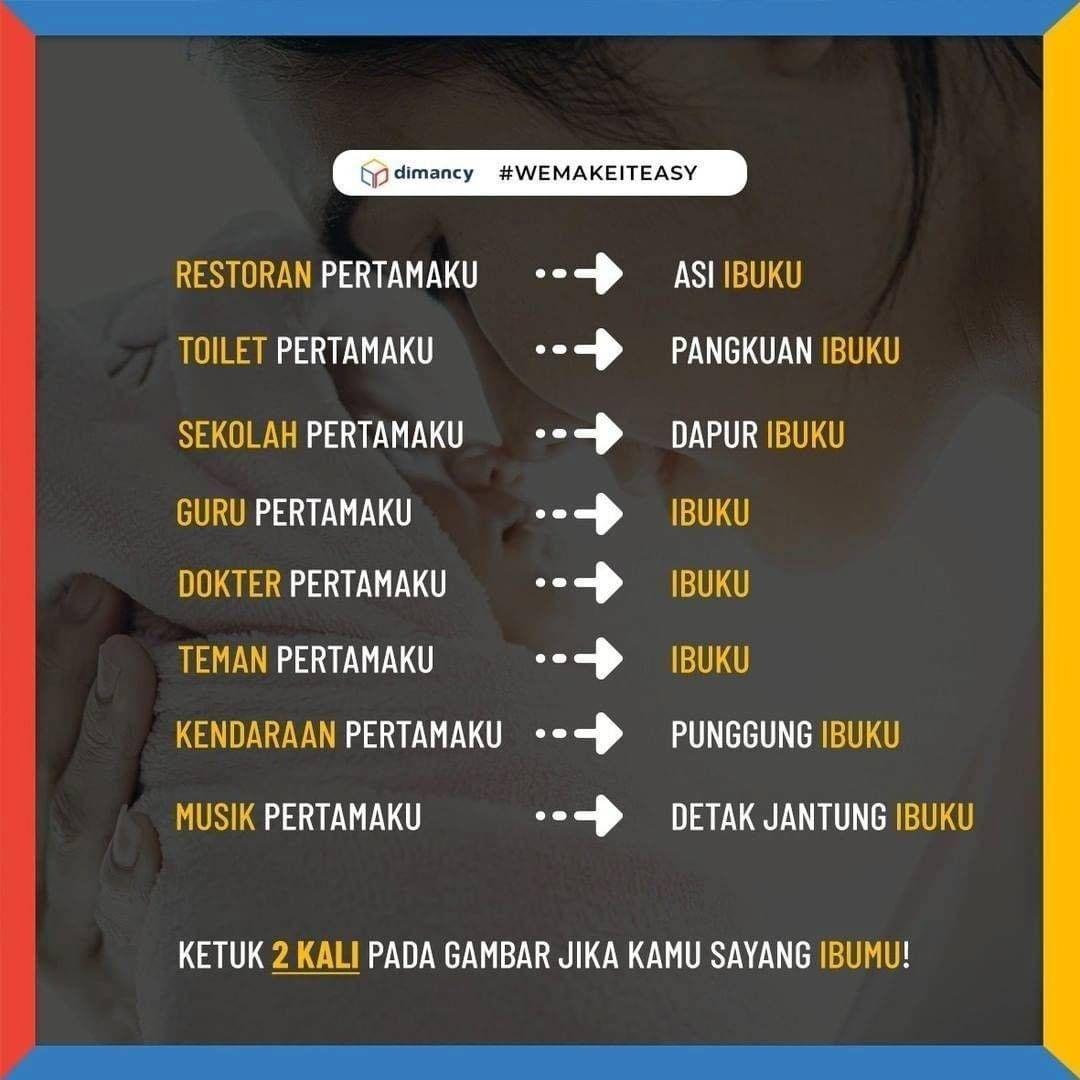 dimancy #WEMAKEITEASY
RESTORAN PERTAMAKU ASI IBUKU
TOILET PERTAMAKU PANGKUAN IBUKU
SEKOLAH PERTAMAKU DAPUR IBUKU
GURU PERTAMAKU IBUKU
DOKTER PERTAMAKU IBUKU
TEMAN PERTAMAKU IBUKU
KENDARAAN PERTAMAKU PUNGGUNG IBUKU
MUSIK PERTAMAKU DETAK JANTUNG IBUKU
KETUK 2 KALI PADA GAMBAR JIKA KAMU SAYANG IBUMU!